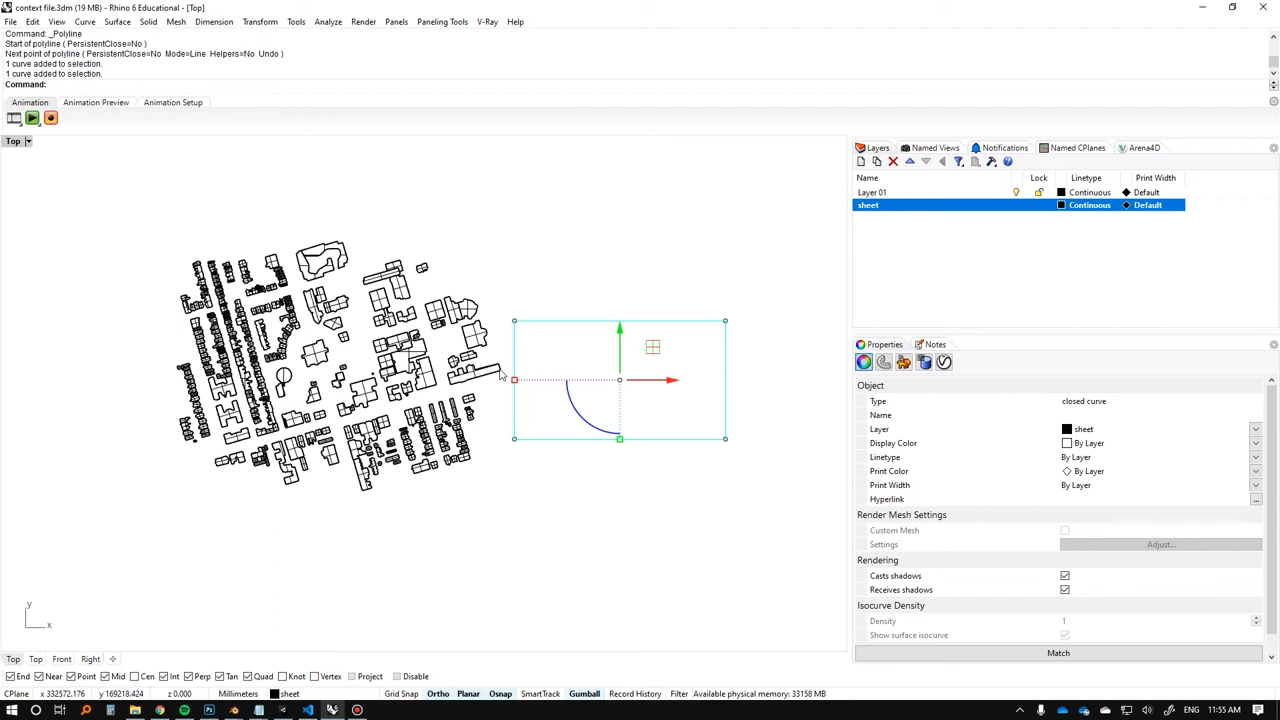 context file.3dm (19 MB) - Rhino 6 Educational - [Top]
File Edit View Curve Surface Solid Mesh Dimension Transform Tools Analyze Render Panels Paneling Tools V-Ray Help
Command: _Polyline
Start of polyline ( PersistentClose=No )
Next point of polyline ( PersistentClose=No Mode=Line Helpers=No Undo )
1 curve added to selection.
1 curve added to selection.
Command:
Animation Animation Preview Animation Setup
Top
Layers Named Views Notifications Named CPlanes Arena4D
Name Lock Linetype Print Width
Layer 01 Continuous Default
sheet Continuous Default
Properties Notes
Object
Type closed curve
Name
Layer sheet
Display Color By Layer
Linetype By Layer
Print Color By Layer
Print Width By Layer
Hyperlink ...
Render Mesh Settings
Custom Mesh
Settings Adjust...
Rendering
Casts shadows
Receives shadows
Isocurve Density
Density 1
Show surface isocurve
Match
y
x
Top Top Front Right
End Near Point Mid Cen Int Perp Tan Quad Knot Vertex Project Disable
CPlane x 332572.176 y 169218.424 z 0.000 Millimeters sheet Grid Snap Ortho Planar Osnap SmartTrack Gumball Record History Filter Available physical memory: 33158 MB
ENG 11:55 AM